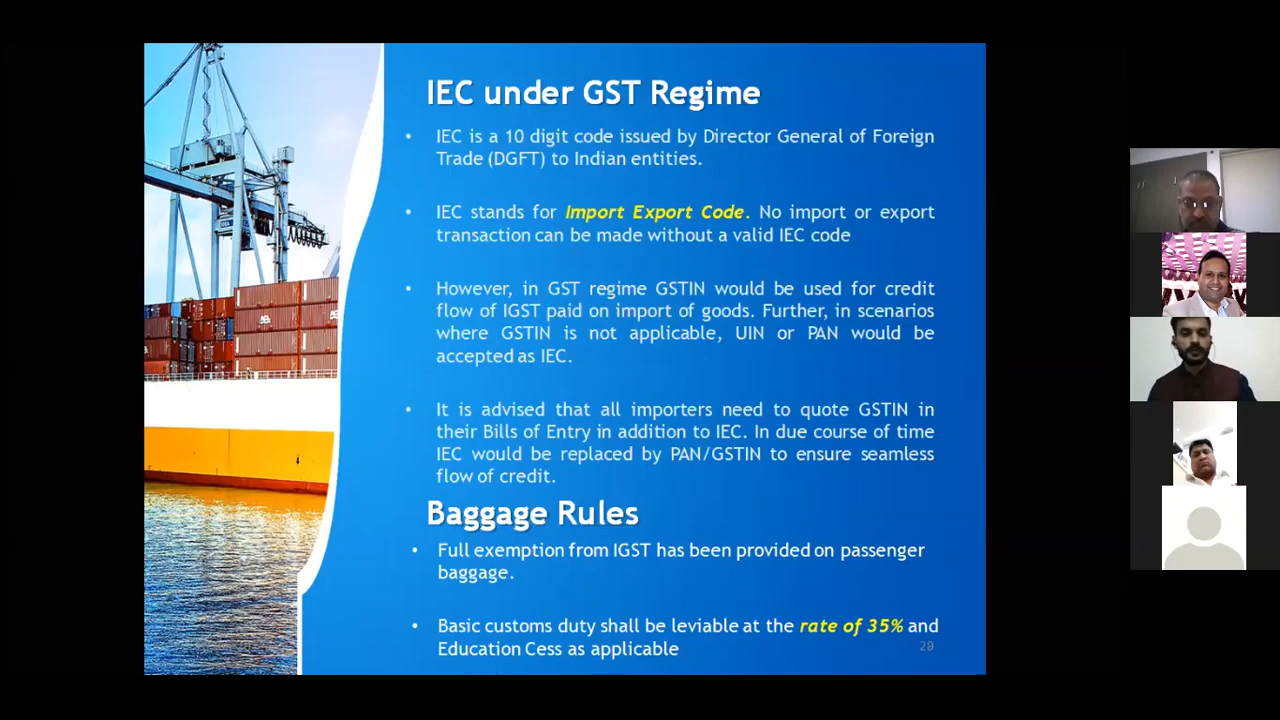 IEC under GST Regime
• IEC is a 10 digit code issued by Director General of Foreign
Trade (DGFT) to Indian entities.
• IEC stands for Import Export Code. No import or export
transaction can be made without a valid IEC code
• However, in GST regime GSTIN would be used for credit
flow of IGST paid on import of goods. Further, in scenarios
where GSTIN is not applicable, UIN or PAN would be
accepted as IEC.
• It is advised that all importers need to quote GSTIN in
their Bills of Entry in addition to IEC. In due course of time
IEC would be replaced by PAN/GSTIN to ensure seamless
flow of credit.
Baggage Rules
• Full exemption from IGST has been provided on passenger
baggage.
• Basic customs duty shall be leviable at the rate of 35% and
Education Cess as applicable
20